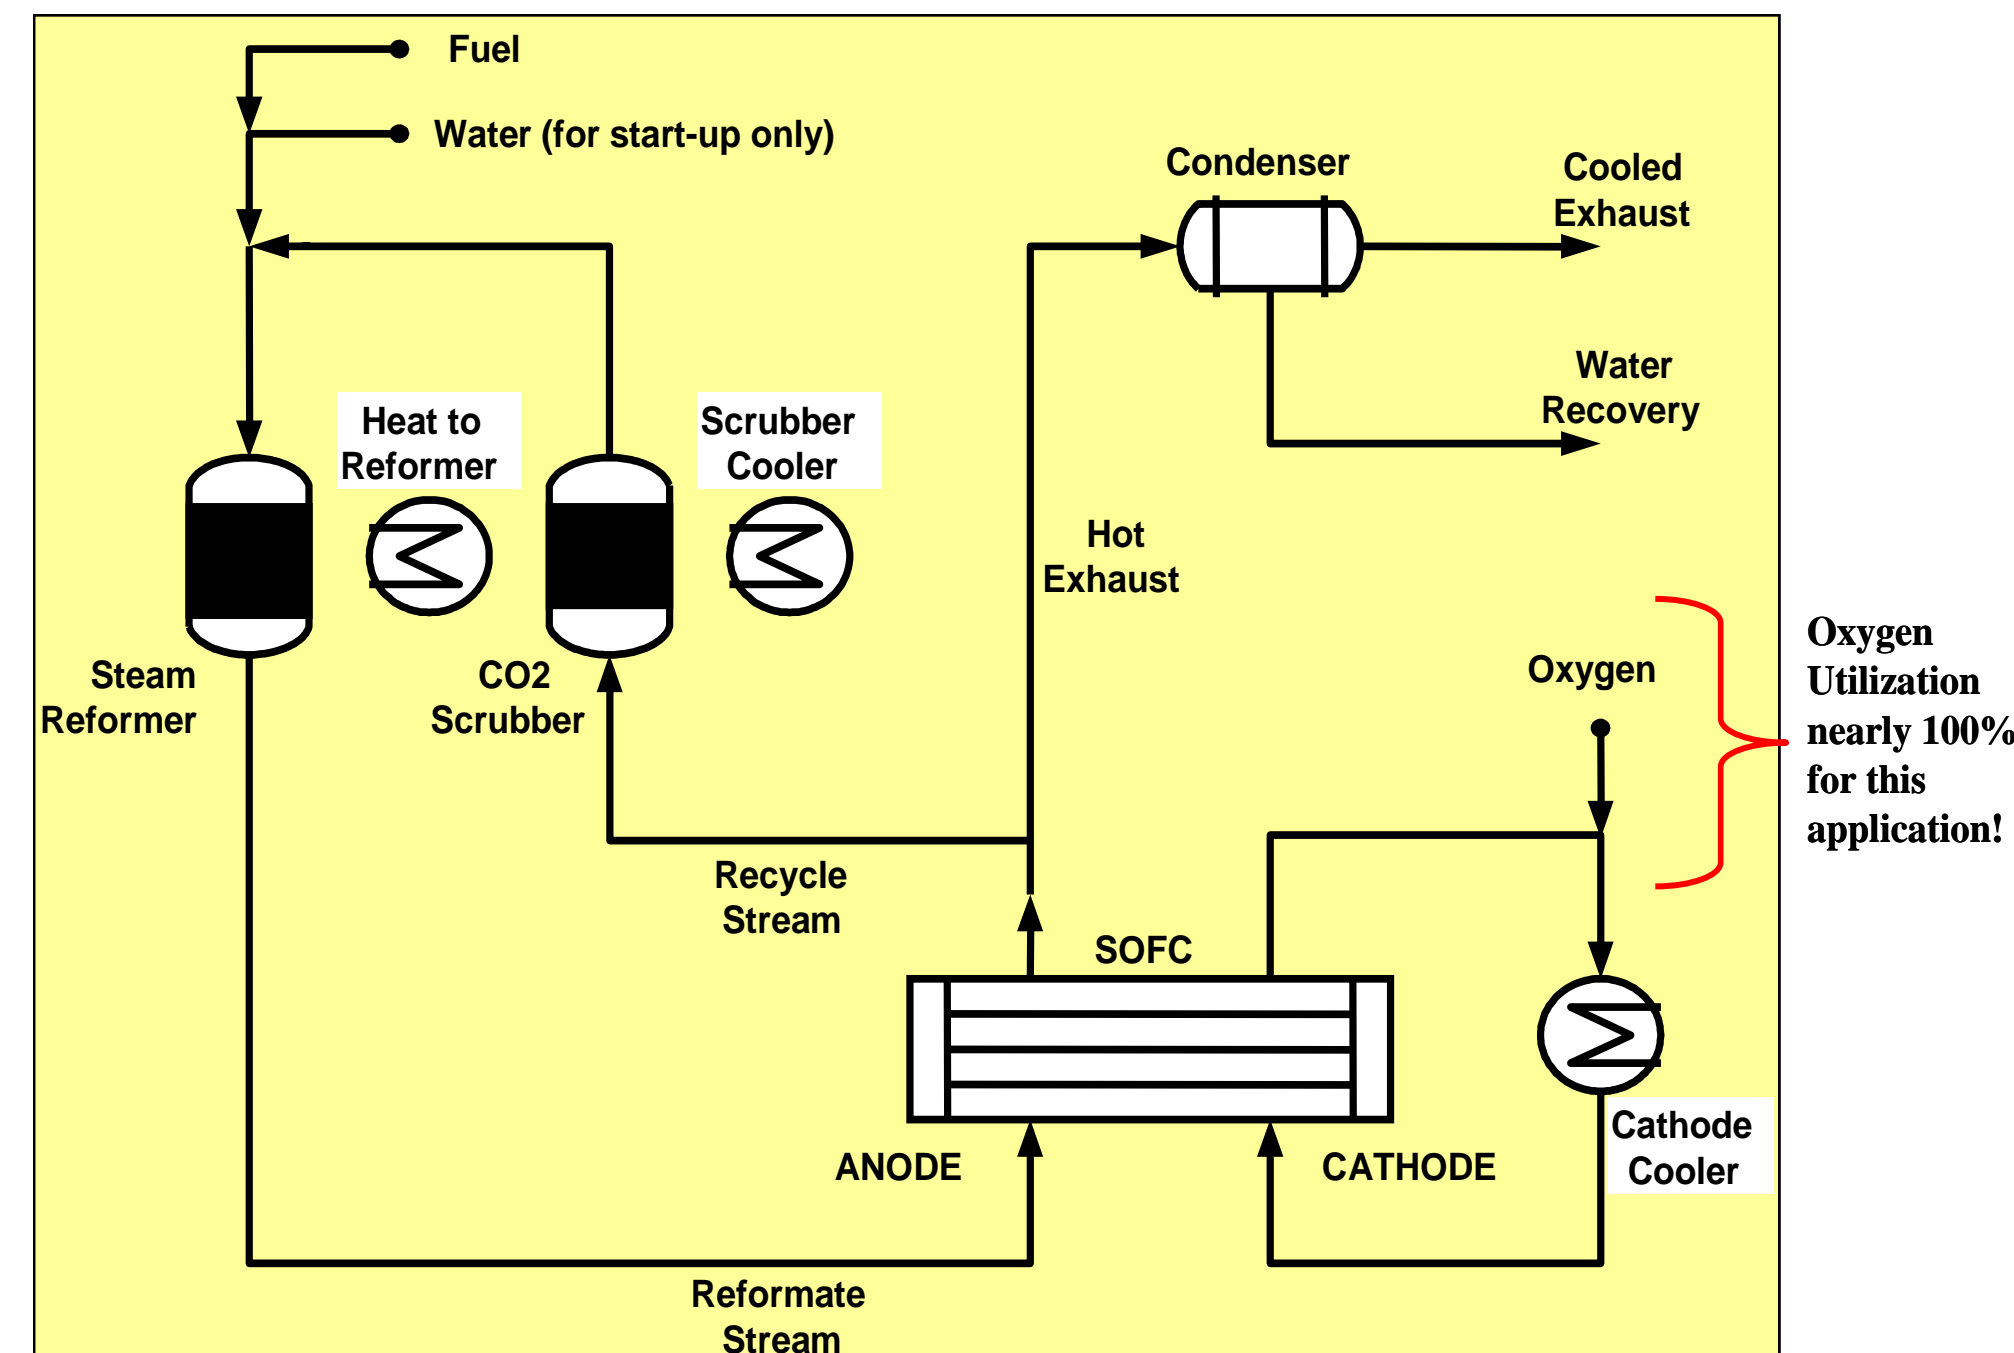 Fuel
Water (for start-up only)
Condenser
Cooled
Exhaust
Water
Recovery
Heat to
Reformer
Scrubber
Cooler
Hot
Exhaust
Steam
Reformer
CO2
Scrubber
Oxygen
Oxygen
Utilization
nearly 100%
for this
application!
Recycle
Stream
SOFC
ANODE
CATHODE
Cathode
Cooler
Reformate
Stream